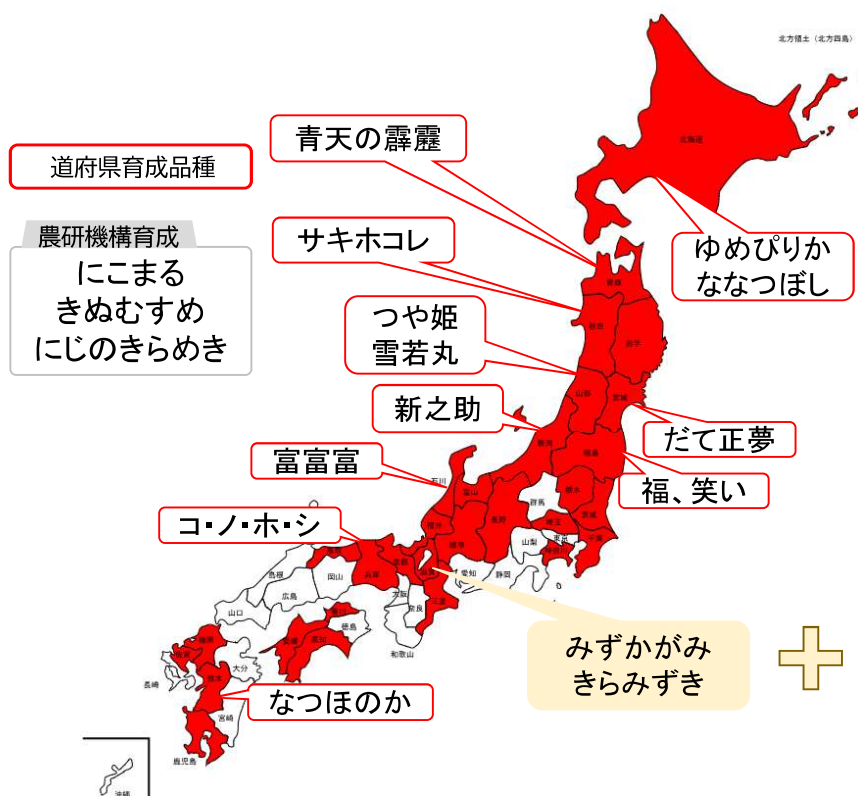 北方領土（北方四島）
北海道
青天の霹靂
道府県育成品種
農研機構育成
にこまる
きぬむすめ
にじのきらめき
サキホコレ
ゆめぴりか
ななつぼし
青森
つや姫
雪若丸
秋田
岩手
新之助
山形
宮城
だて正夢
富富富
新潟
福島
福、笑い
石川
富山
群馬
栃木
茨城
コ・ノ・ホ・シ
福井
長野
埼玉
岐阜
山梨
東京
千葉
神奈川
鳥取
京都
滋賀
愛知
静岡
島根
岡山
兵庫
大阪
奈良
三重
広島
山口
香川
徳島
和歌山
愛媛
高知
みずかがみ
きらみずき
福岡
佐賀
大分
長崎
熊本
なつほのか
宮崎
鹿児島
沖縄